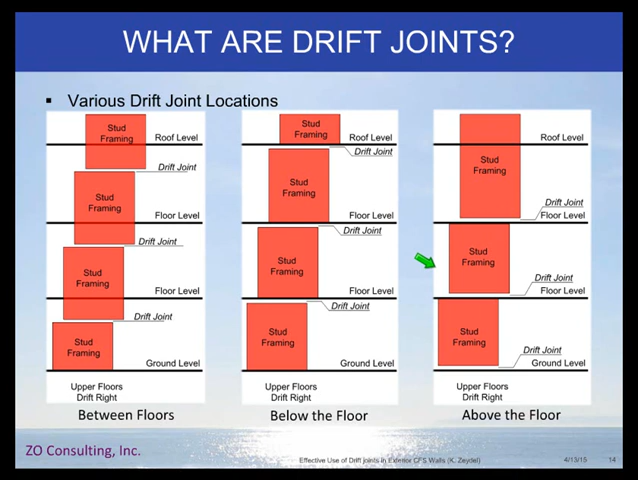 WHAT ARE DRIFT JOINTS?
▪ Various Drift Joint Locations
Stud
Framing
Roof Level
Drift Joint
Stud
Framing
Floor Level
Drift Joint
Stud
Framing
Floor Level
Drift Joint
Stud
Framing
Ground Level
Upper Floors
Drift Right
Between Floors
Stud
Framing
Roof Level
Drift Joint
Stud
Framing
Floor Level
Drift Joint
Stud
Framing
Floor Level
Drift Joint
Stud
Framing
Ground Level
Upper Floors
Drift Right
Below the Floor
Roof Level
Stud
Framing
Drift Joint
Floor Level
Stud
Framing
Drift Joint
Floor Level
Stud
Framing
Drift Joint
Ground Level
Upper Floors
Drift Right
Above the Floor
ZO Consulting, Inc.
Effective Use of Drift joints in Exterior CFS Walls (K. Zeydel)
4/13/15
14